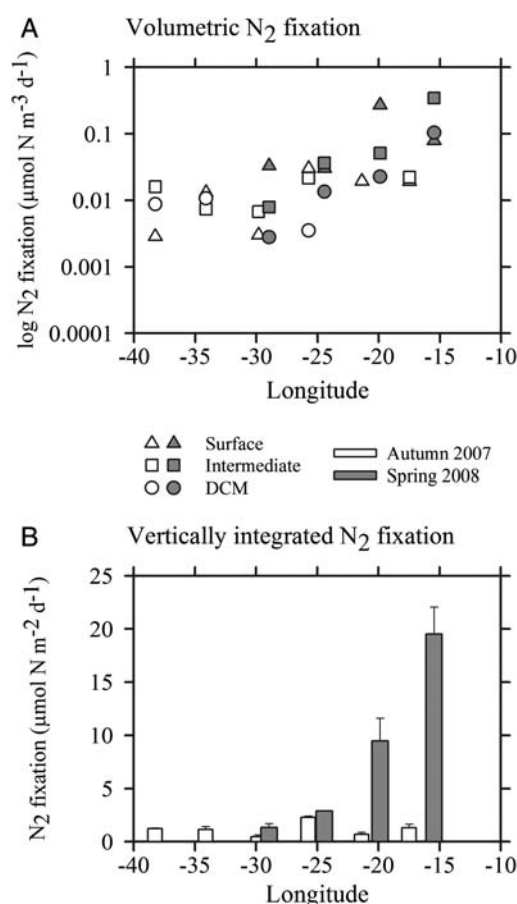 A Volumetric N2 fixation
log N2 fixation (µmol N m-3 d-1)
1
0.1
0.01
0.001
0.0001
-40 -35 -30 -25 -20 -15 -10
Longitude
Surface
Intermediate
DCM
Autumn 2007
Spring 2008
B Vertically integrated N2 fixation
N2 fixation (µmol N m-2 d-1)
25
20
15
10
5
0
-40 -35 -30 -25 -20 -15 -10
Longitude